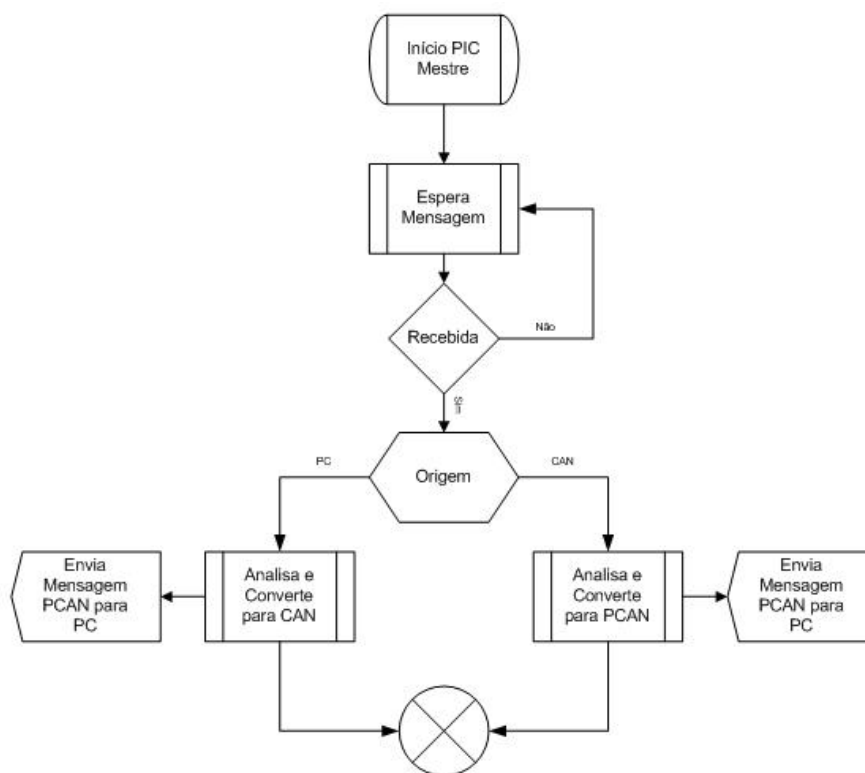 Início PIC
Mestre
Espera
Mensagem
Recebida
Não
Sim
Origem
PC
CAN
Envia
Mensagem
PCAN para
PC
Analisa e
Converte
para CAN
Analisa e
Converte
para PCAN
Envia
Mensagem
PCAN para
PC